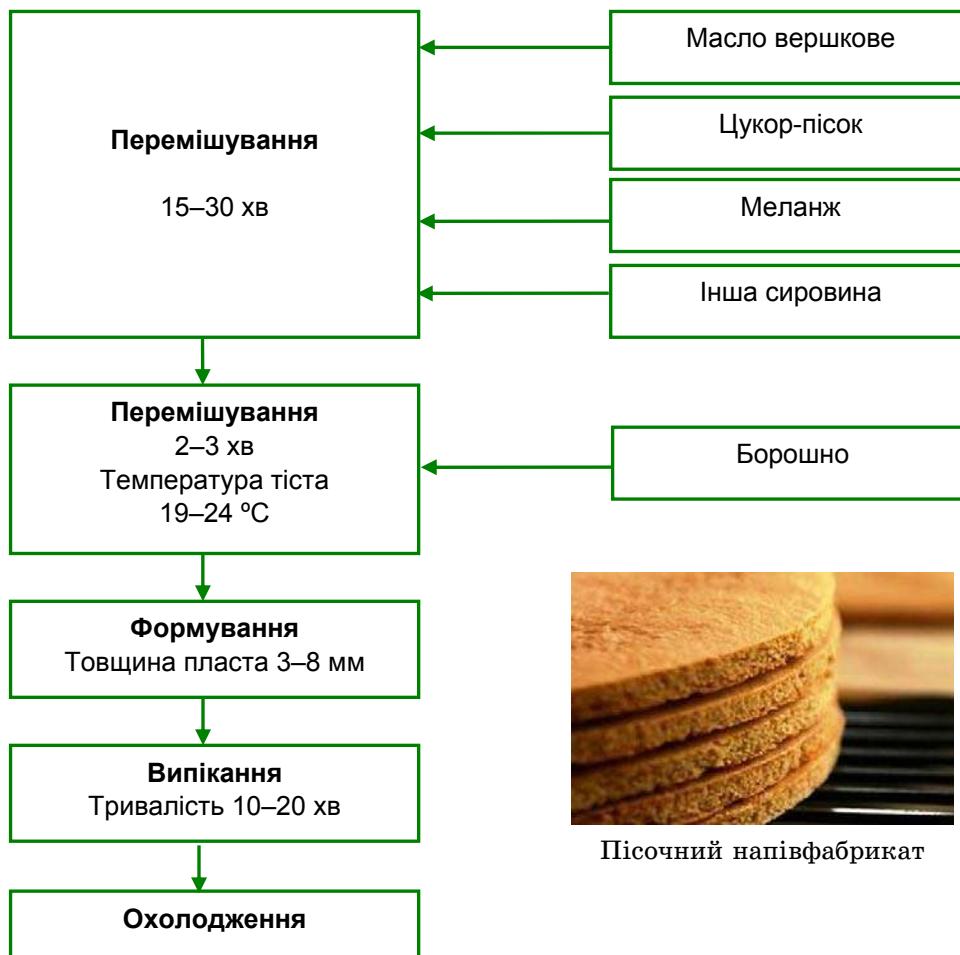 Масло вершкове
Цукор-пісок
Перемішування
15–30 хв
Меланж
Інша сировина
Перемішування
2–3 хв
Температура тіста
19–24 ºС
Борошно
Формування
Товщина пласта 3–8 мм
Випікання
Тривалість 10–20 хв
Пісочний напівфабрикат
Охолодження